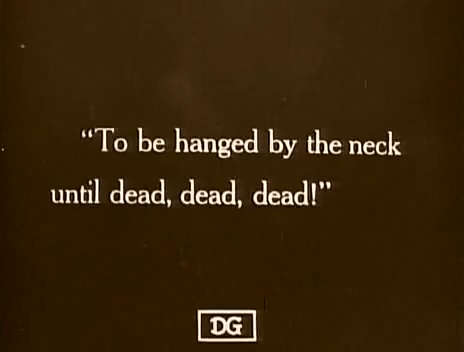 “To be hanged by the neck
until dead, dead, dead!”
DG